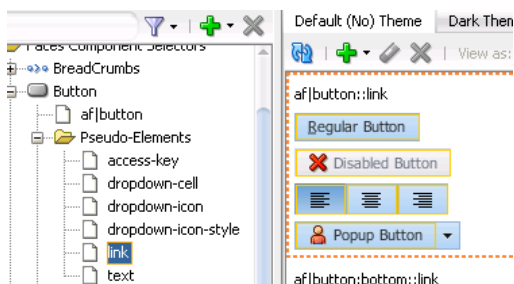 Default (No) Theme
Dark Them
View as:
Faces Component Selectors
BreadCrumbs
Button
af|button
Pseudo-Elements
access-key
dropdown-cell
dropdown-icon
dropdown-icon-style
link
text
af|button::link
Regular Button
Disabled Button
Popup Button
af|button:bottom::link